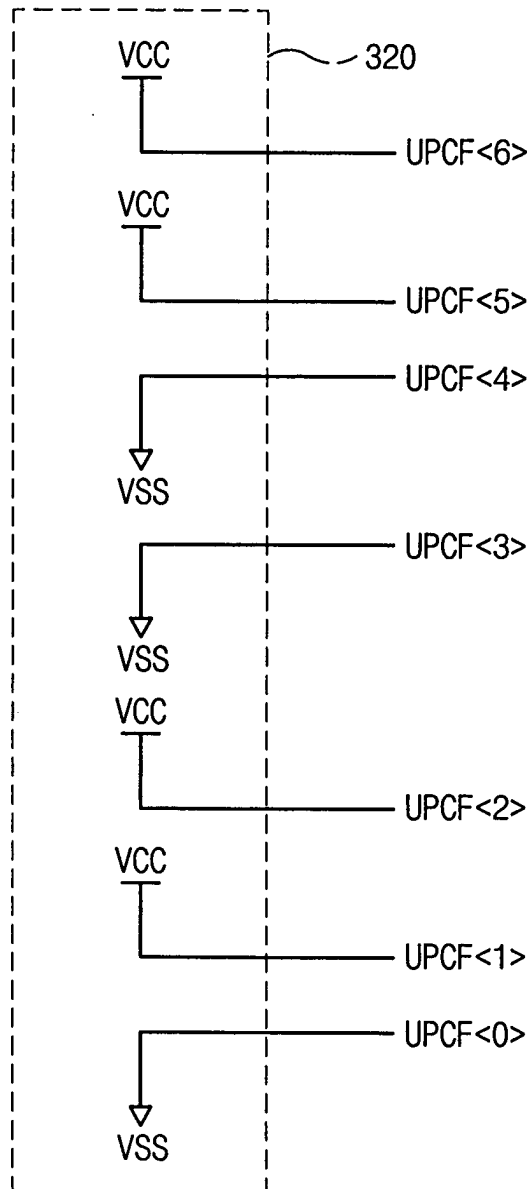 VCC
320
UPCF<6>
VCC
UPCF<5>
UPCF<4>
VSS
UPCF<3>
VSS
VCC
UPCF<2>
VCC
UPCF<1>
UPCF<0>
VSS